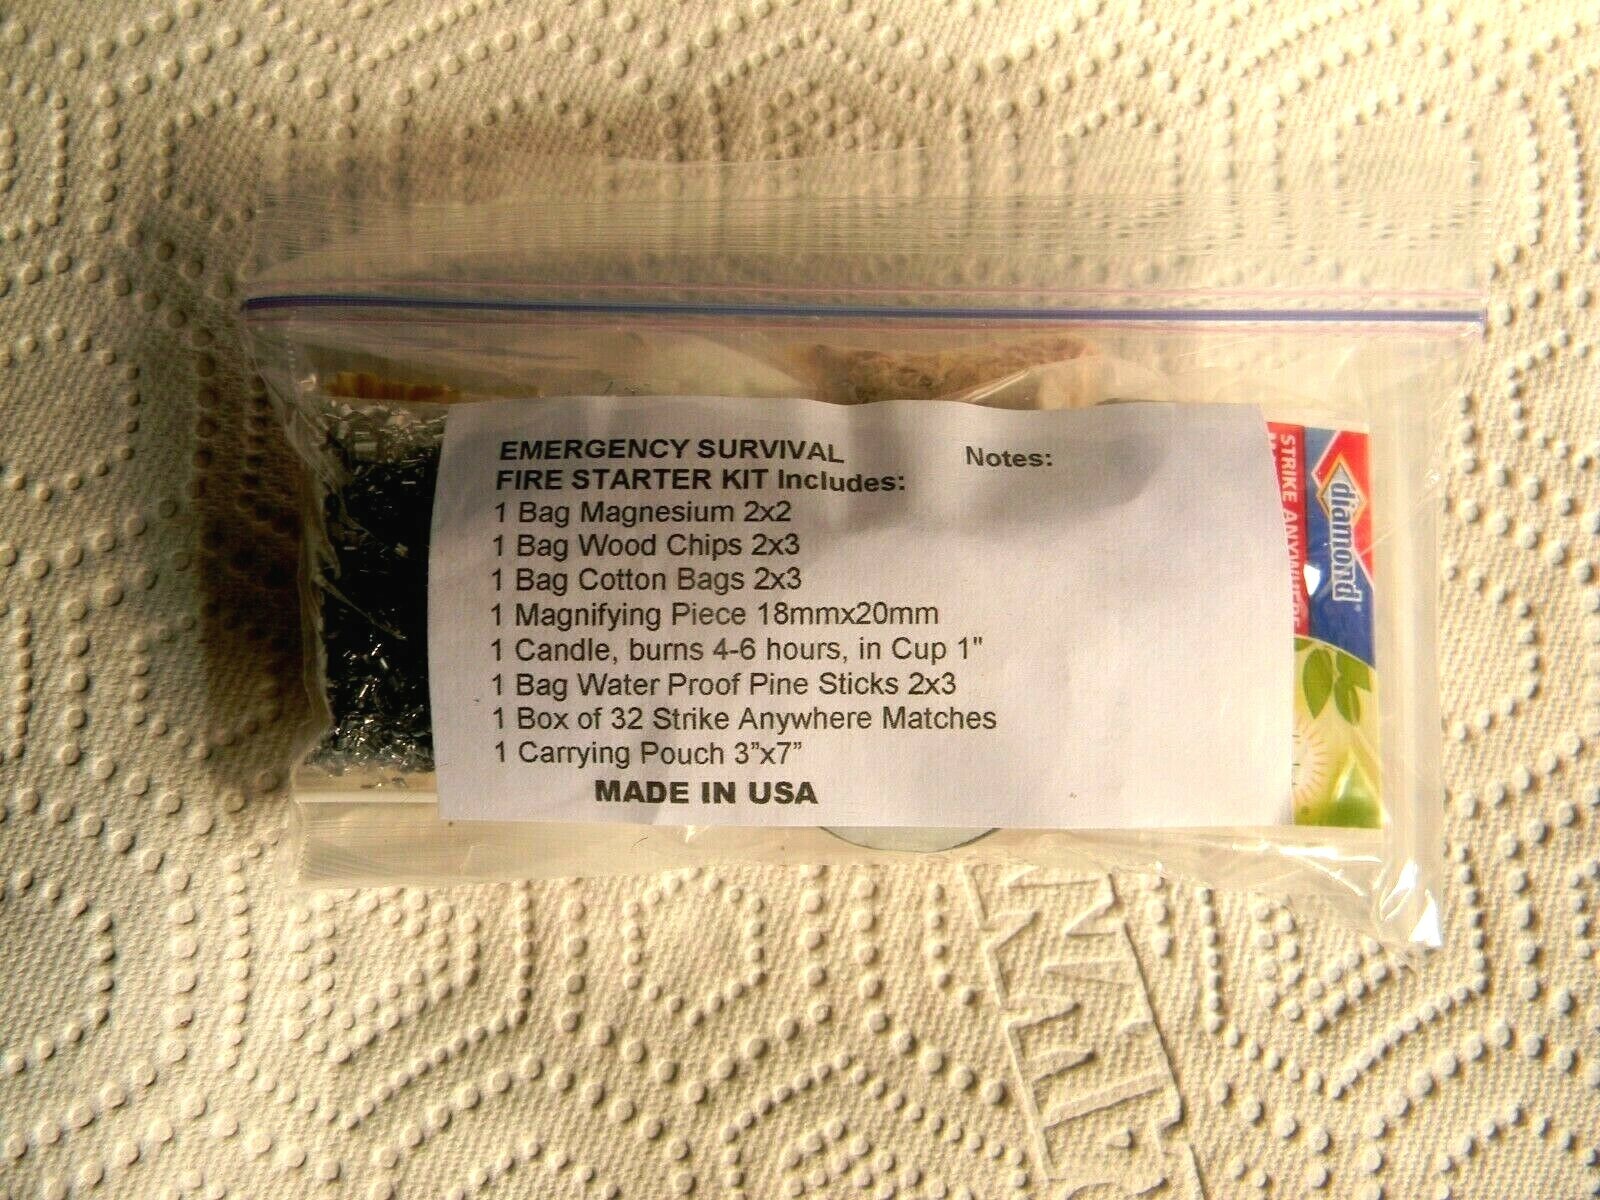 EMERGENCY SURVIVAL
FIRE STARTER KIT Includes:
1 Bag Magnesium 2x2
1 Bag Wood Chips 2x3
1 Bag Cotton Bags 2x3
1 Magnifying Piece 18mmx20mm
1 Candle, burns 4-6 hours, in Cup 1"
1 Bag Water Proof Pine Sticks 2x3
1 Box of 32 Strike Anywhere Matches
1 Carrying Pouch 3”x7”
MADE IN USA
Notes:
diamond®
STRIKE ANYWHERE